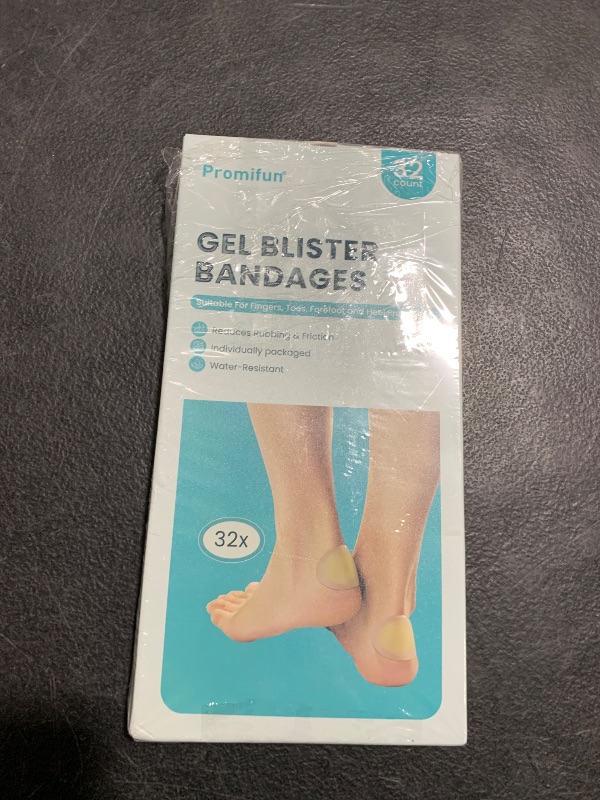 Promifun®
32
count
GEL BLISTER
BANDAGES
Suitable For Fingers, Toes, Forefoot and Heel
Reduces Rubbing & Friction
Individually packaged
Water-Resistant
32x